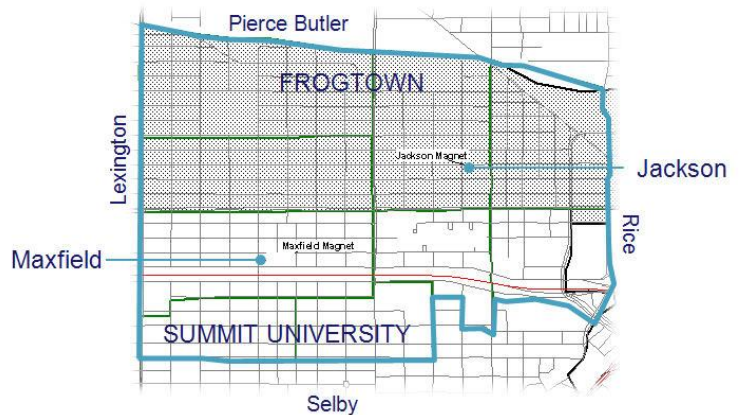 Pierce Butler
FROGTOWN
Lexington
Jackson Magnet
Jackson
Rice
Maxfield
Maxfield Magnet
SUMMIT UNIVERSITY
Selby